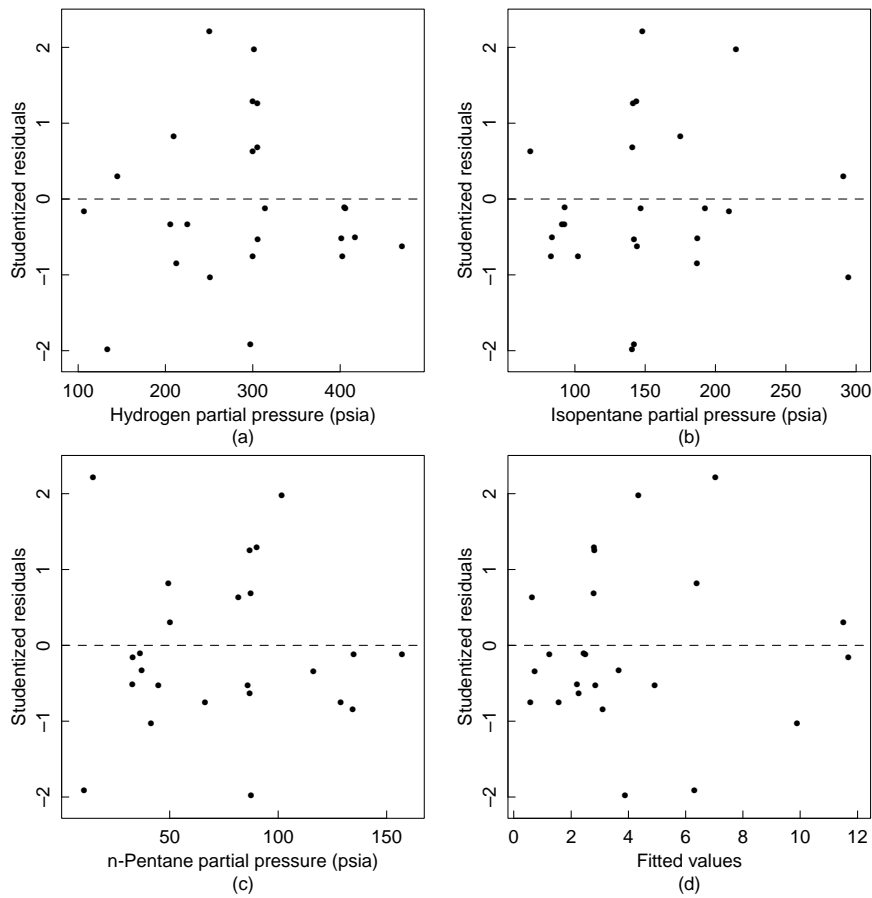 Studentized residuals
2
1
0
−1
−2
100 200 300 400
Hydrogen partial pressure (psia)
(a)
Studentized residuals
2
1
0
−1
−2
100 150 200 250 300
Isopentane partial pressure (psia)
(b)
Studentized residuals
2
1
0
−1
−2
50 100 150
n-Pentane partial pressure (psia)
(c)
Studentized residuals
2
1
0
−1
−2
0 2 4 6 8 10 12
Fitted values
(d)